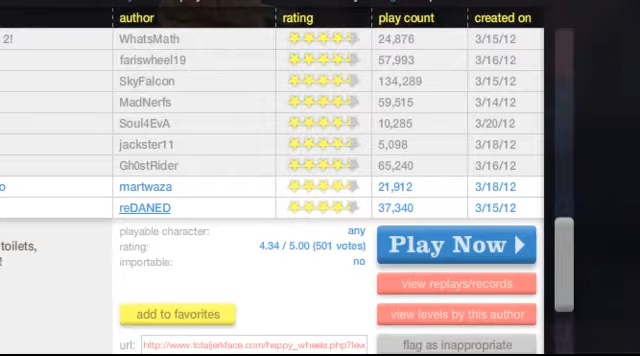 author rating play count created on
2! WhatsMath 24,876 3/15/12
fariswheel19 57,993 3/16/12
SkyFalcon 134,289 3/15/12
MadNerfs 59,515 3/14/12
Soul4EvA 10,285 3/20/12
jackster11 5,098 3/18/12
Gh0stRider 65,240 3/16/12
o martwaza 21,912 3/18/12
reDANED 37,340 3/15/12
playable character: any
rating: 4.34 / 5.00 (501 votes)
importable: no
toilets,
!
Play Now
view replays/records
add to favorites
view levels by this author
url: http://www.totaljerkface.com/happy_wheels.php?lev
flag as inappropriate